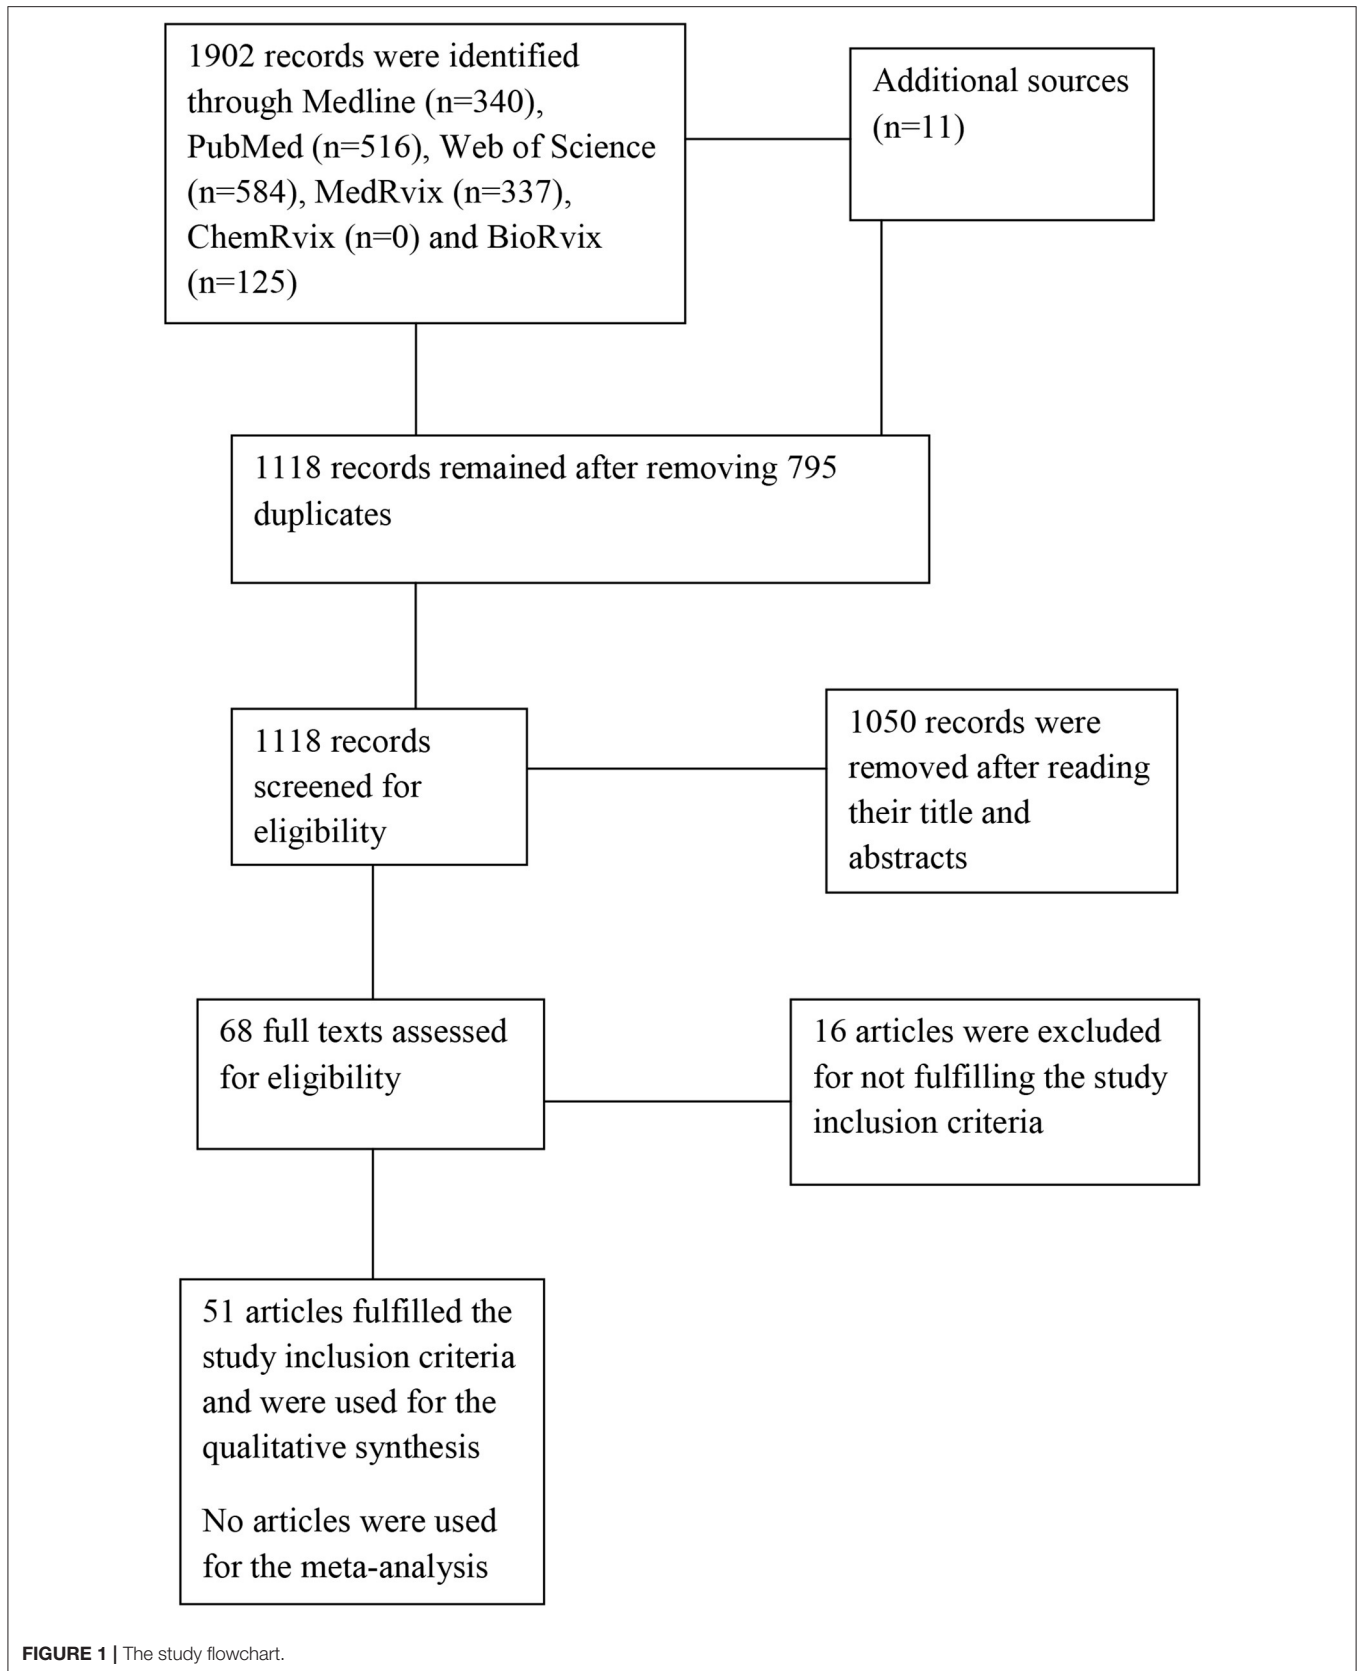 1902 records were identified
through Medline (n=340),
PubMed (n=516), Web of Science
(n=584), MedRvix (n=337),
ChemRvix (n=0) and BioRvix
(n=125)
Additional sources
(n=11)
1118 records remained after removing 795
duplicates
1118 records
screened for
eligibility
1050 records were
removed after reading
their title and
abstracts
68 full texts assessed
for eligibility
16 articles were excluded
for not fulfilling the study
inclusion criteria
51 articles fulfilled the
study inclusion criteria
and were used for the
qualitative synthesis
No articles were used
for the meta-analysis
FIGURE 1 | The study flowchart.